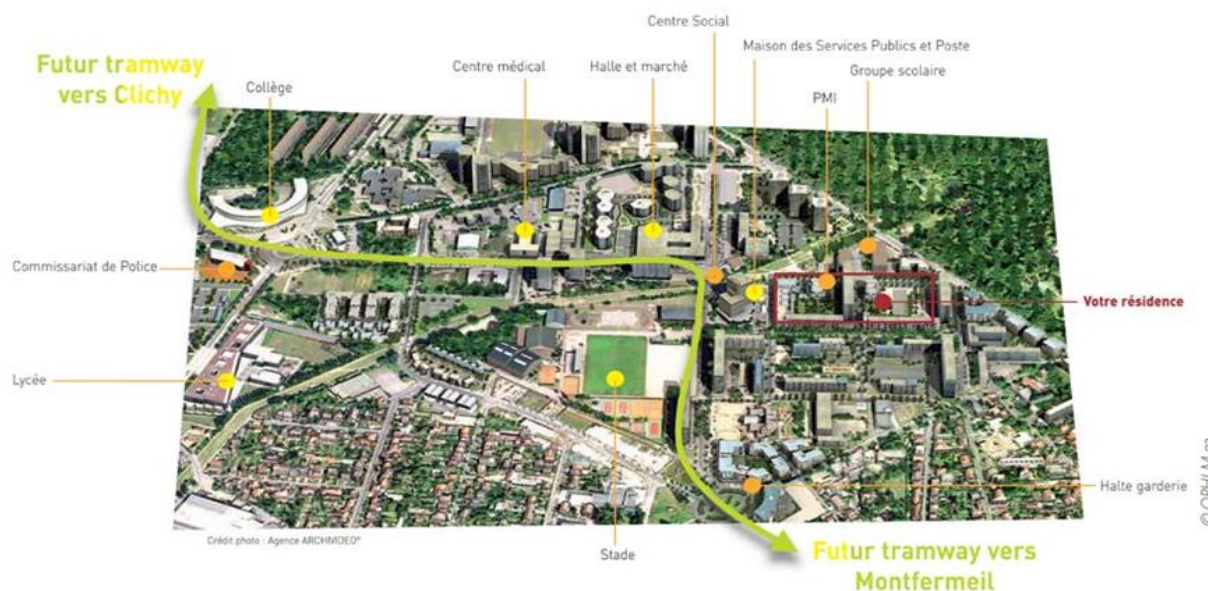 Centre Social
Maison des Services Publics et Poste
Futur tramway
vers Clichy
Centre médical
Halle et marché
Groupe scolaire
Collège
PMI
Commissariat de Police
Votre résidence
Lycée
Halte garderie
Crédit photo : Agence ARCHIVIDEO®
Stade
Futur tramway vers
Montfermeil